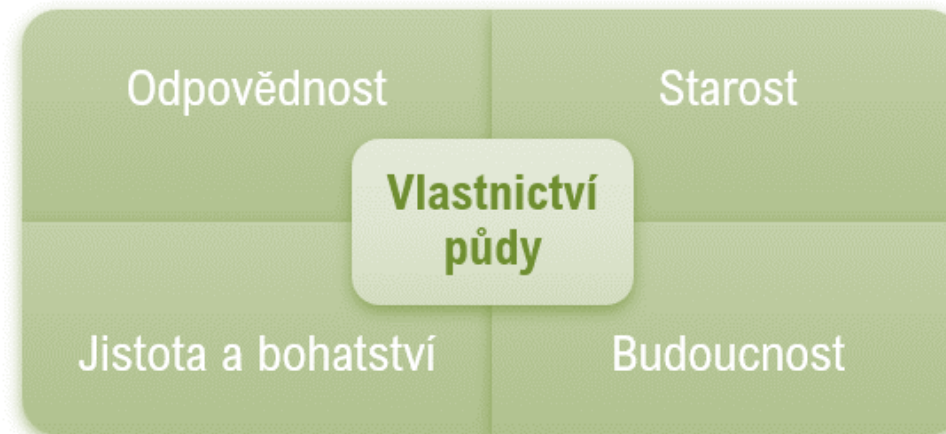 Odpovědnost
Starost
Vlastnictví
půdy
Jistota a bohatství
Budoucnost